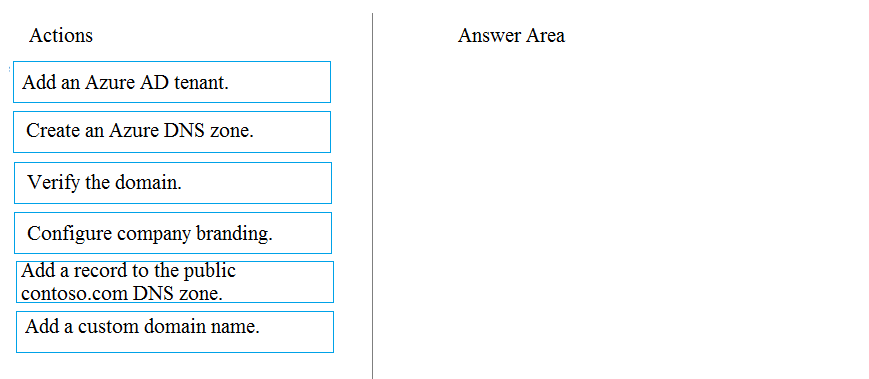 Actions
Answer Area
Add an Azure AD tenant.
Create an Azure DNS zone.
Verify the domain.
Configure company branding.
Add a record to the public
contoso.com DNS zone.
Add a custom domain name.